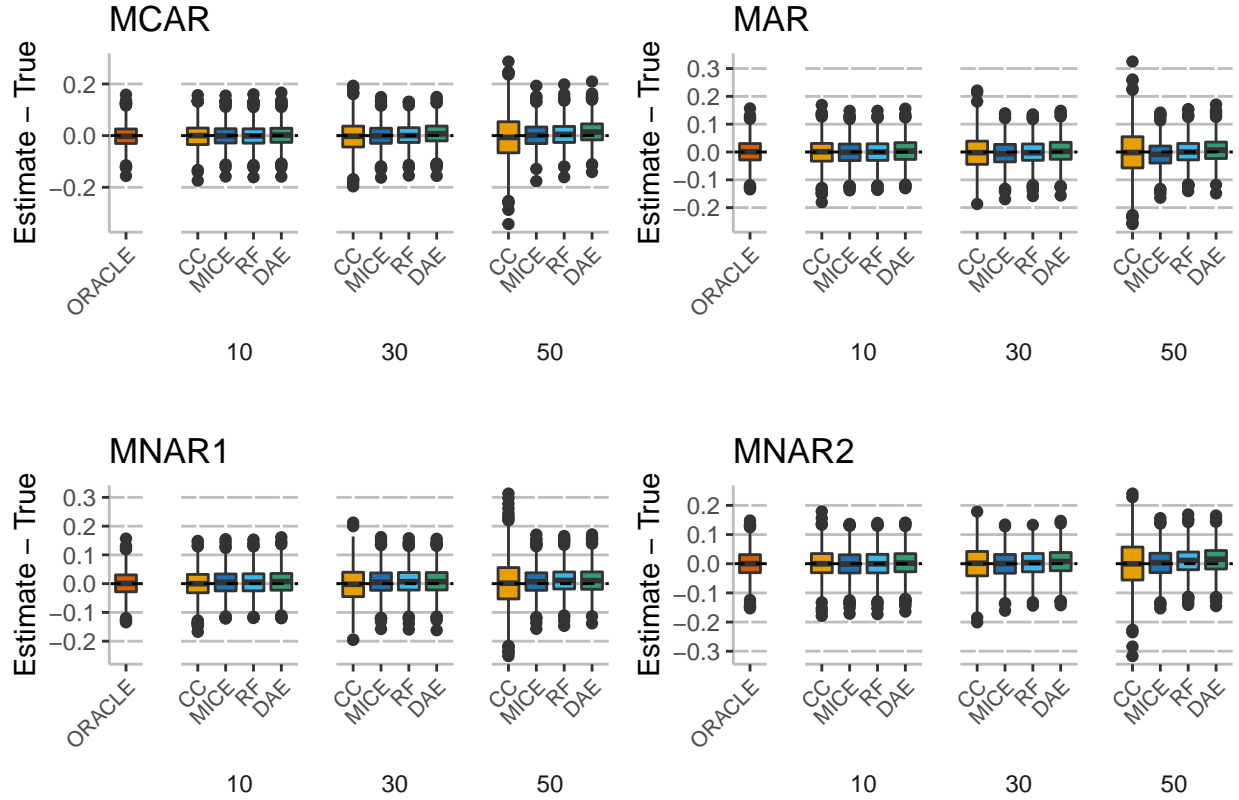 MCAR
Estimate − True
0.2
0.0
−0.2
ORACLE
CC
MICE
RF
DAE
CC
MICE
RF
DAE
CC
MICE
RF
DAE
10
30
50
MAR
Estimate − True
0.3
0.2
0.1
0.0
−0.1
−0.2
ORACLE
CC
MICE
RF
DAE
CC
MICE
RF
DAE
CC
MICE
RF
DAE
10
30
50
MNAR1
Estimate − True
0.3
0.2
0.1
0.0
−0.1
−0.2
ORACLE
CC
MICE
RF
DAE
CC
MICE
RF
DAE
CC
MICE
RF
DAE
10
30
50
MNAR2
Estimate − True
0.2
0.1
0.0
−0.1
−0.2
−0.3
ORACLE
CC
MICE
RF
DAE
CC
MICE
RF
DAE
CC
MICE
RF
DAE
10
30
50